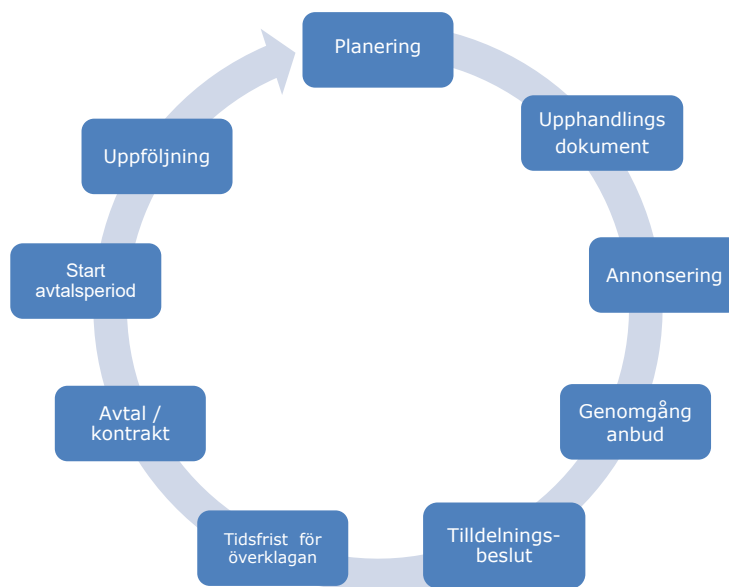 Planering
Upphandlings
dokument
Annonsering
Genomgång
anbud
Tilldelnings-
beslut
Tidsfrist för
överklagan
Avtal /
kontrakt
Start
avtalsperiod
Uppföljning